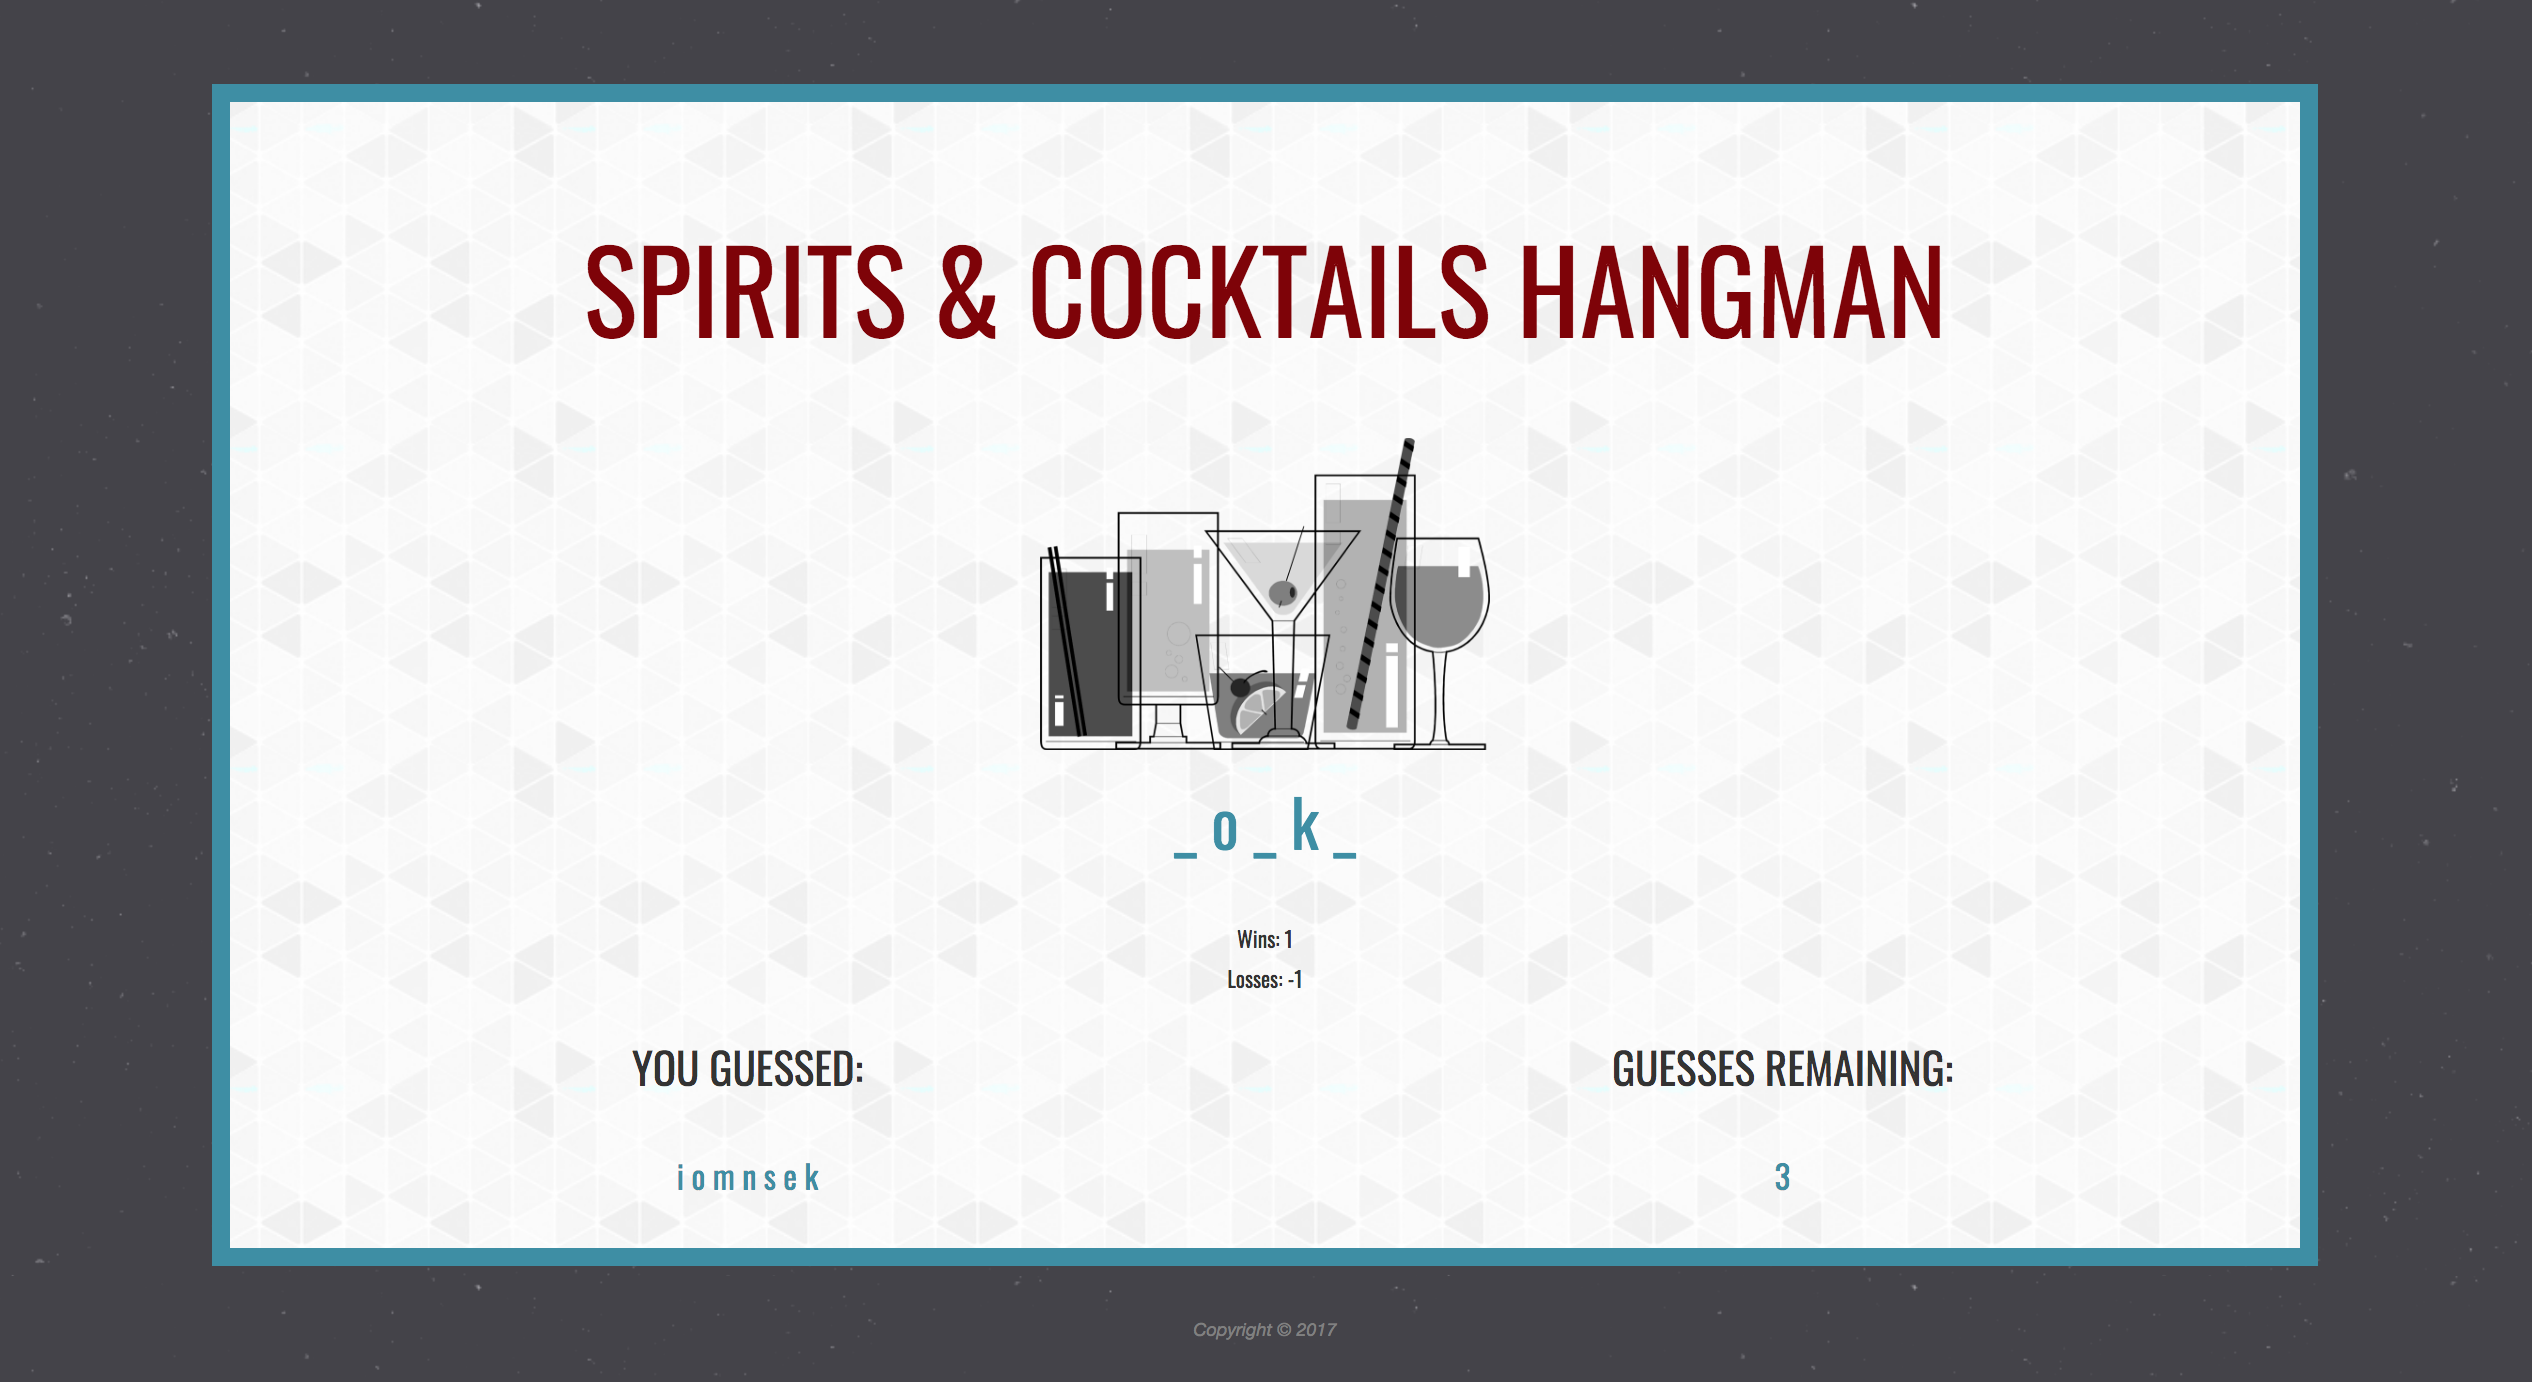 SPIRITS & COCKTAILS HANGMAN
_ o _ k _
Wins: 1
Losses: -1
YOU GUESSED:
i o m n s e k
GUESSES REMAINING:
3
Copyright © 2017